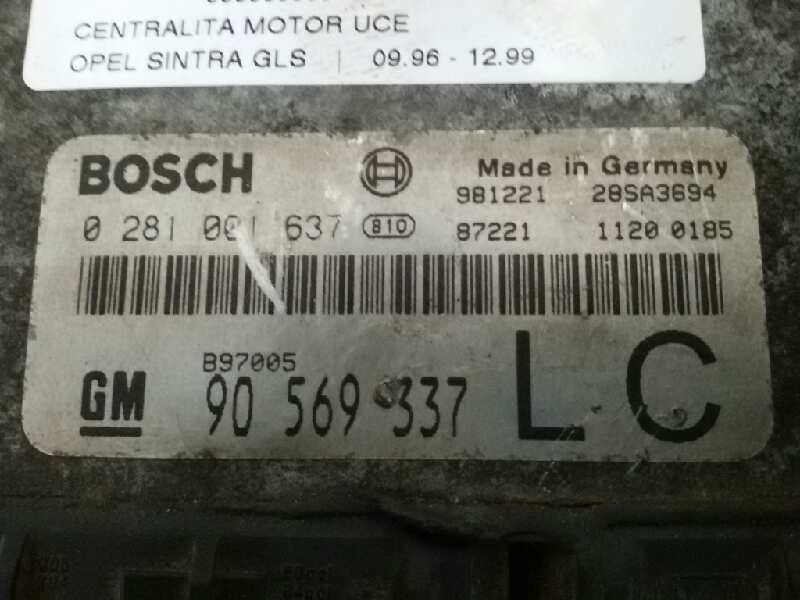 CENTRALITA MOTOR UCE
OPEL SINTRA GLS | 09.96 - 12.99
BOSCH Made in Germany
981221 28SA3694
0 281 001 637 810 87221 1120 0185
B97005
GM 90 569 337 LC